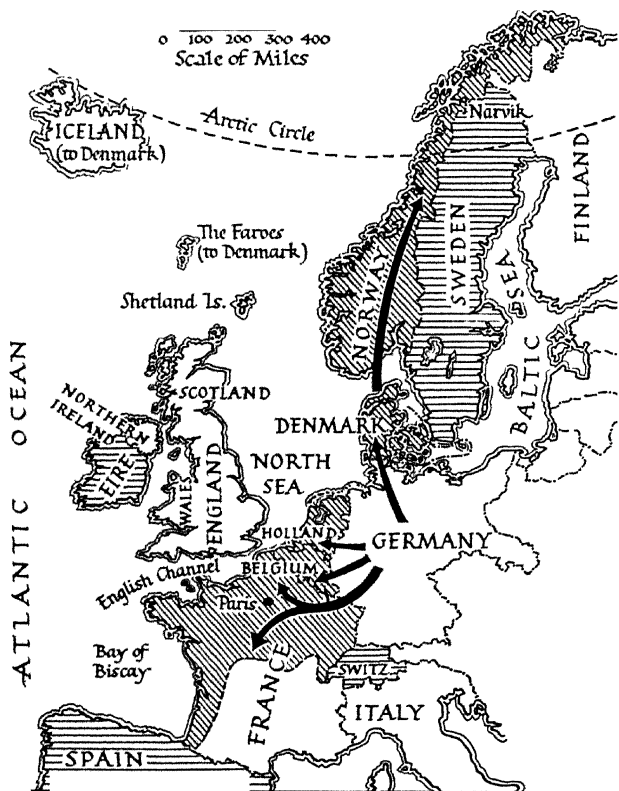 0 100 200 300 400
Scale of Miles
Narvik
Arctic Circle
ICELAND
(to Denmark)
FINLAND
The Faroes
(to Denmark)
SWEDEN
NORWAY
BALTIC SEA
Shetland Is.
ATLANTIC OCEAN
SCOTLAND
NORTHERN
IRELAND
DENMARK
EIRE
NORTH
SEA
WALES
ENGLAND
HOLLAND
GERMANY
English Channel
BELGIUM
Paris
Bay of
Biscay
FRANCE
SWITZ.
ITALY
SPAIN